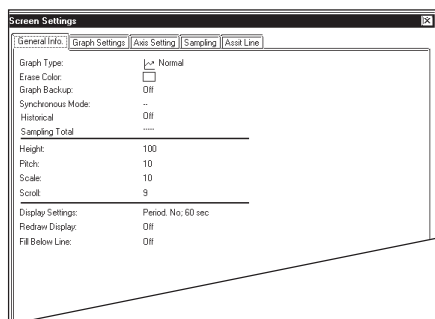 Screen Settings
General Info. Graph Settings Axis Setting Sampling Assit Line
Graph Type: Normal
Erase Color:
Graph Backup: Off
Synchronous Mode: --
Historical Off
Sampling Total -----
Height: 100
Pitch: 10
Scale: 10
Scroll: 9
Display Settings: Period. No; 60 sec
Redraw Display: Off
Fill Below Line: Off